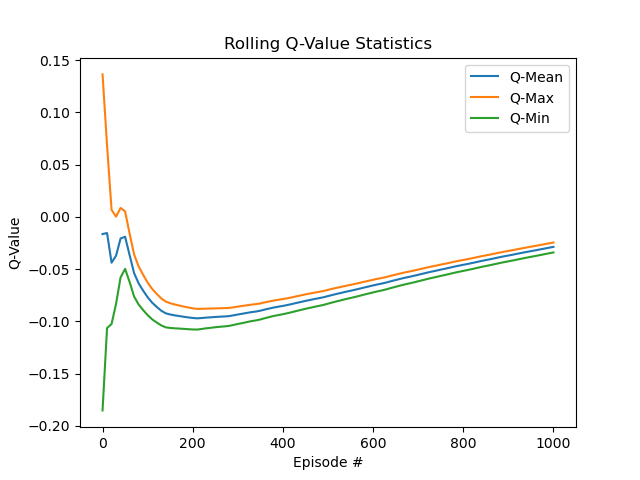 Rolling Q-Value Statistics
Q-Value
0.15
0.10
0.05
0.00
−0.05
−0.10
−0.15
−0.20
Q-Mean
Q-Max
Q-Min
0
200
400
600
800
1000
Episode #